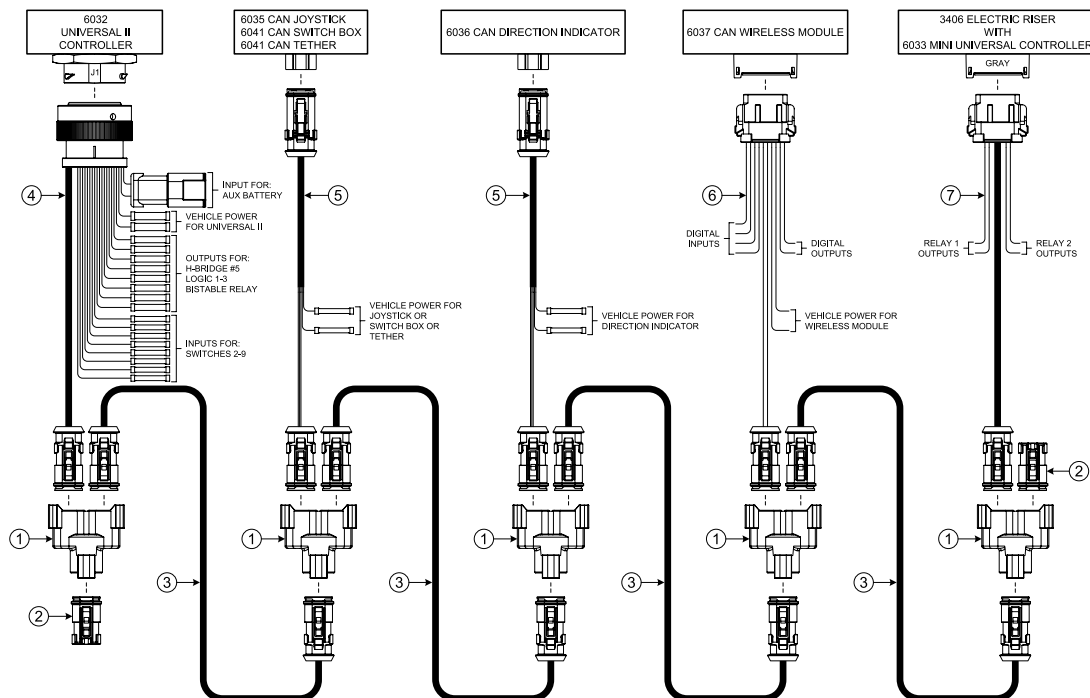 6032
UNIVERSAL II
CONTROLLER
J1
6035 CAN JOYSTICK
6041 CAN SWITCH BOX
6041 CAN TETHER
6036 CAN DIRECTION INDICATOR
6037 CAN WIRELESS MODULE
3406 ELECTRIC RISER
WITH
6033 MINI UNIVERSAL CONTROLLER
GRAY
4
INPUT FOR:
AUX BATTERY
VEHICLE POWER
FOR UNIVERSAL II
OUTPUTS FOR:
H-BRIDGE #5
LOGIC 1-3
BISTABLE RELAY
INPUTS FOR:
SWITCHES 2-9
5
VEHICLE POWER FOR
JOYSTICK OR
SWITCH BOX OR
TETHER
5
VEHICLE POWER FOR
DIRECTION INDICATOR
6
DIGITAL
INPUTS
DIGITAL
OUTPUTS
VEHICLE POWER FOR
WIRELESS MODULE
7
RELAY 1
OUTPUTS
RELAY 2
OUTPUTS
2
1
1
1
1
1
3
3
3
3
2